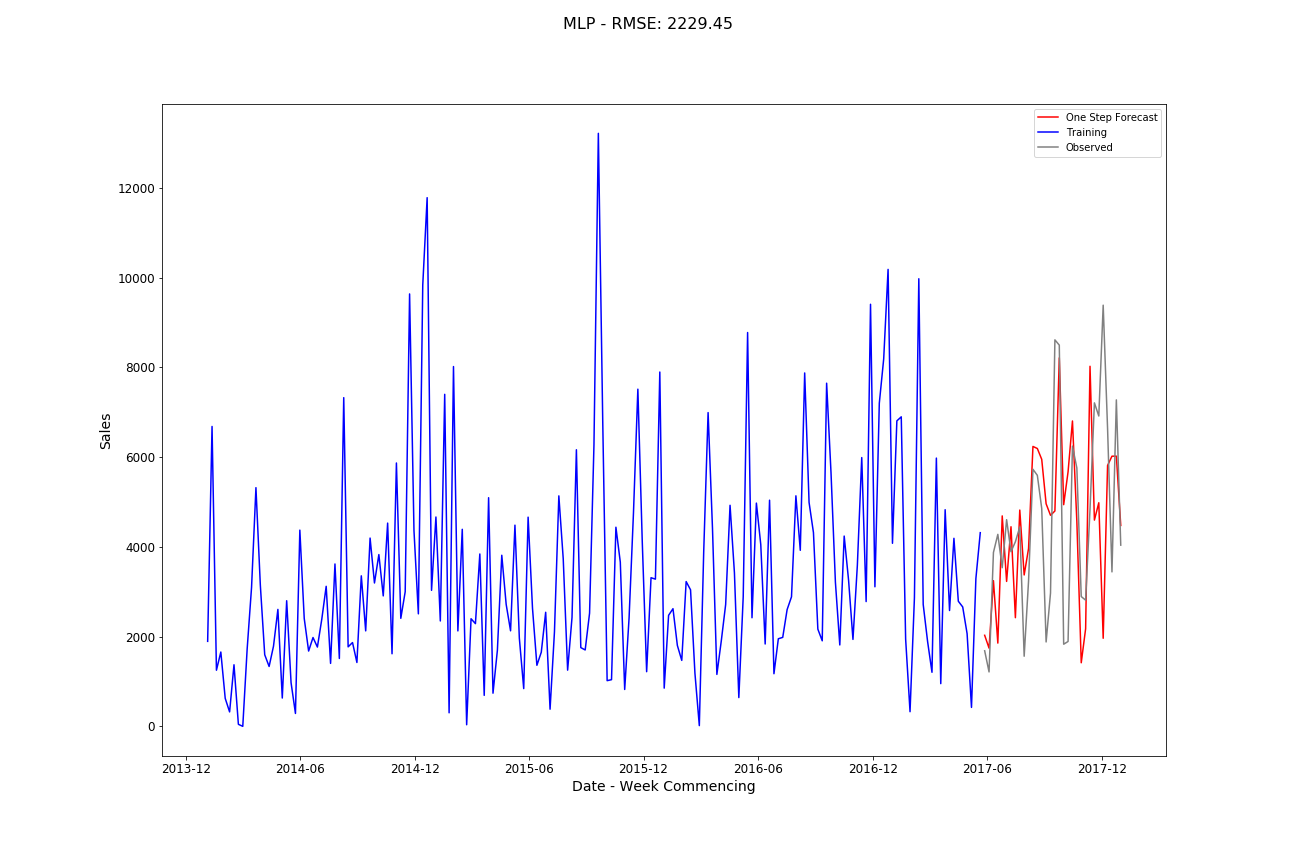 MLP - RMSE: 2229.45
One Step Forecast
Training
Observed
12000
10000
8000
6000
4000
2000
0
Sales
2013-12 2014-06 2014-12 2015-06 2015-12 2016-06 2016-12 2017-06 2017-12
Date - Week Commencing